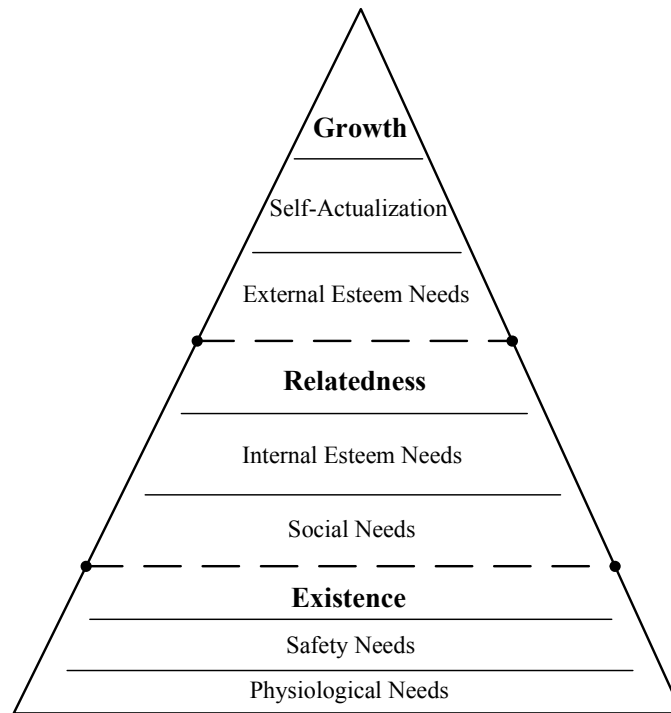 Growth
Self-Actualization
External Esteem Needs
Relatedness
Internal Esteem Needs
Social Needs
Existence
Safety Needs
Physiological Needs